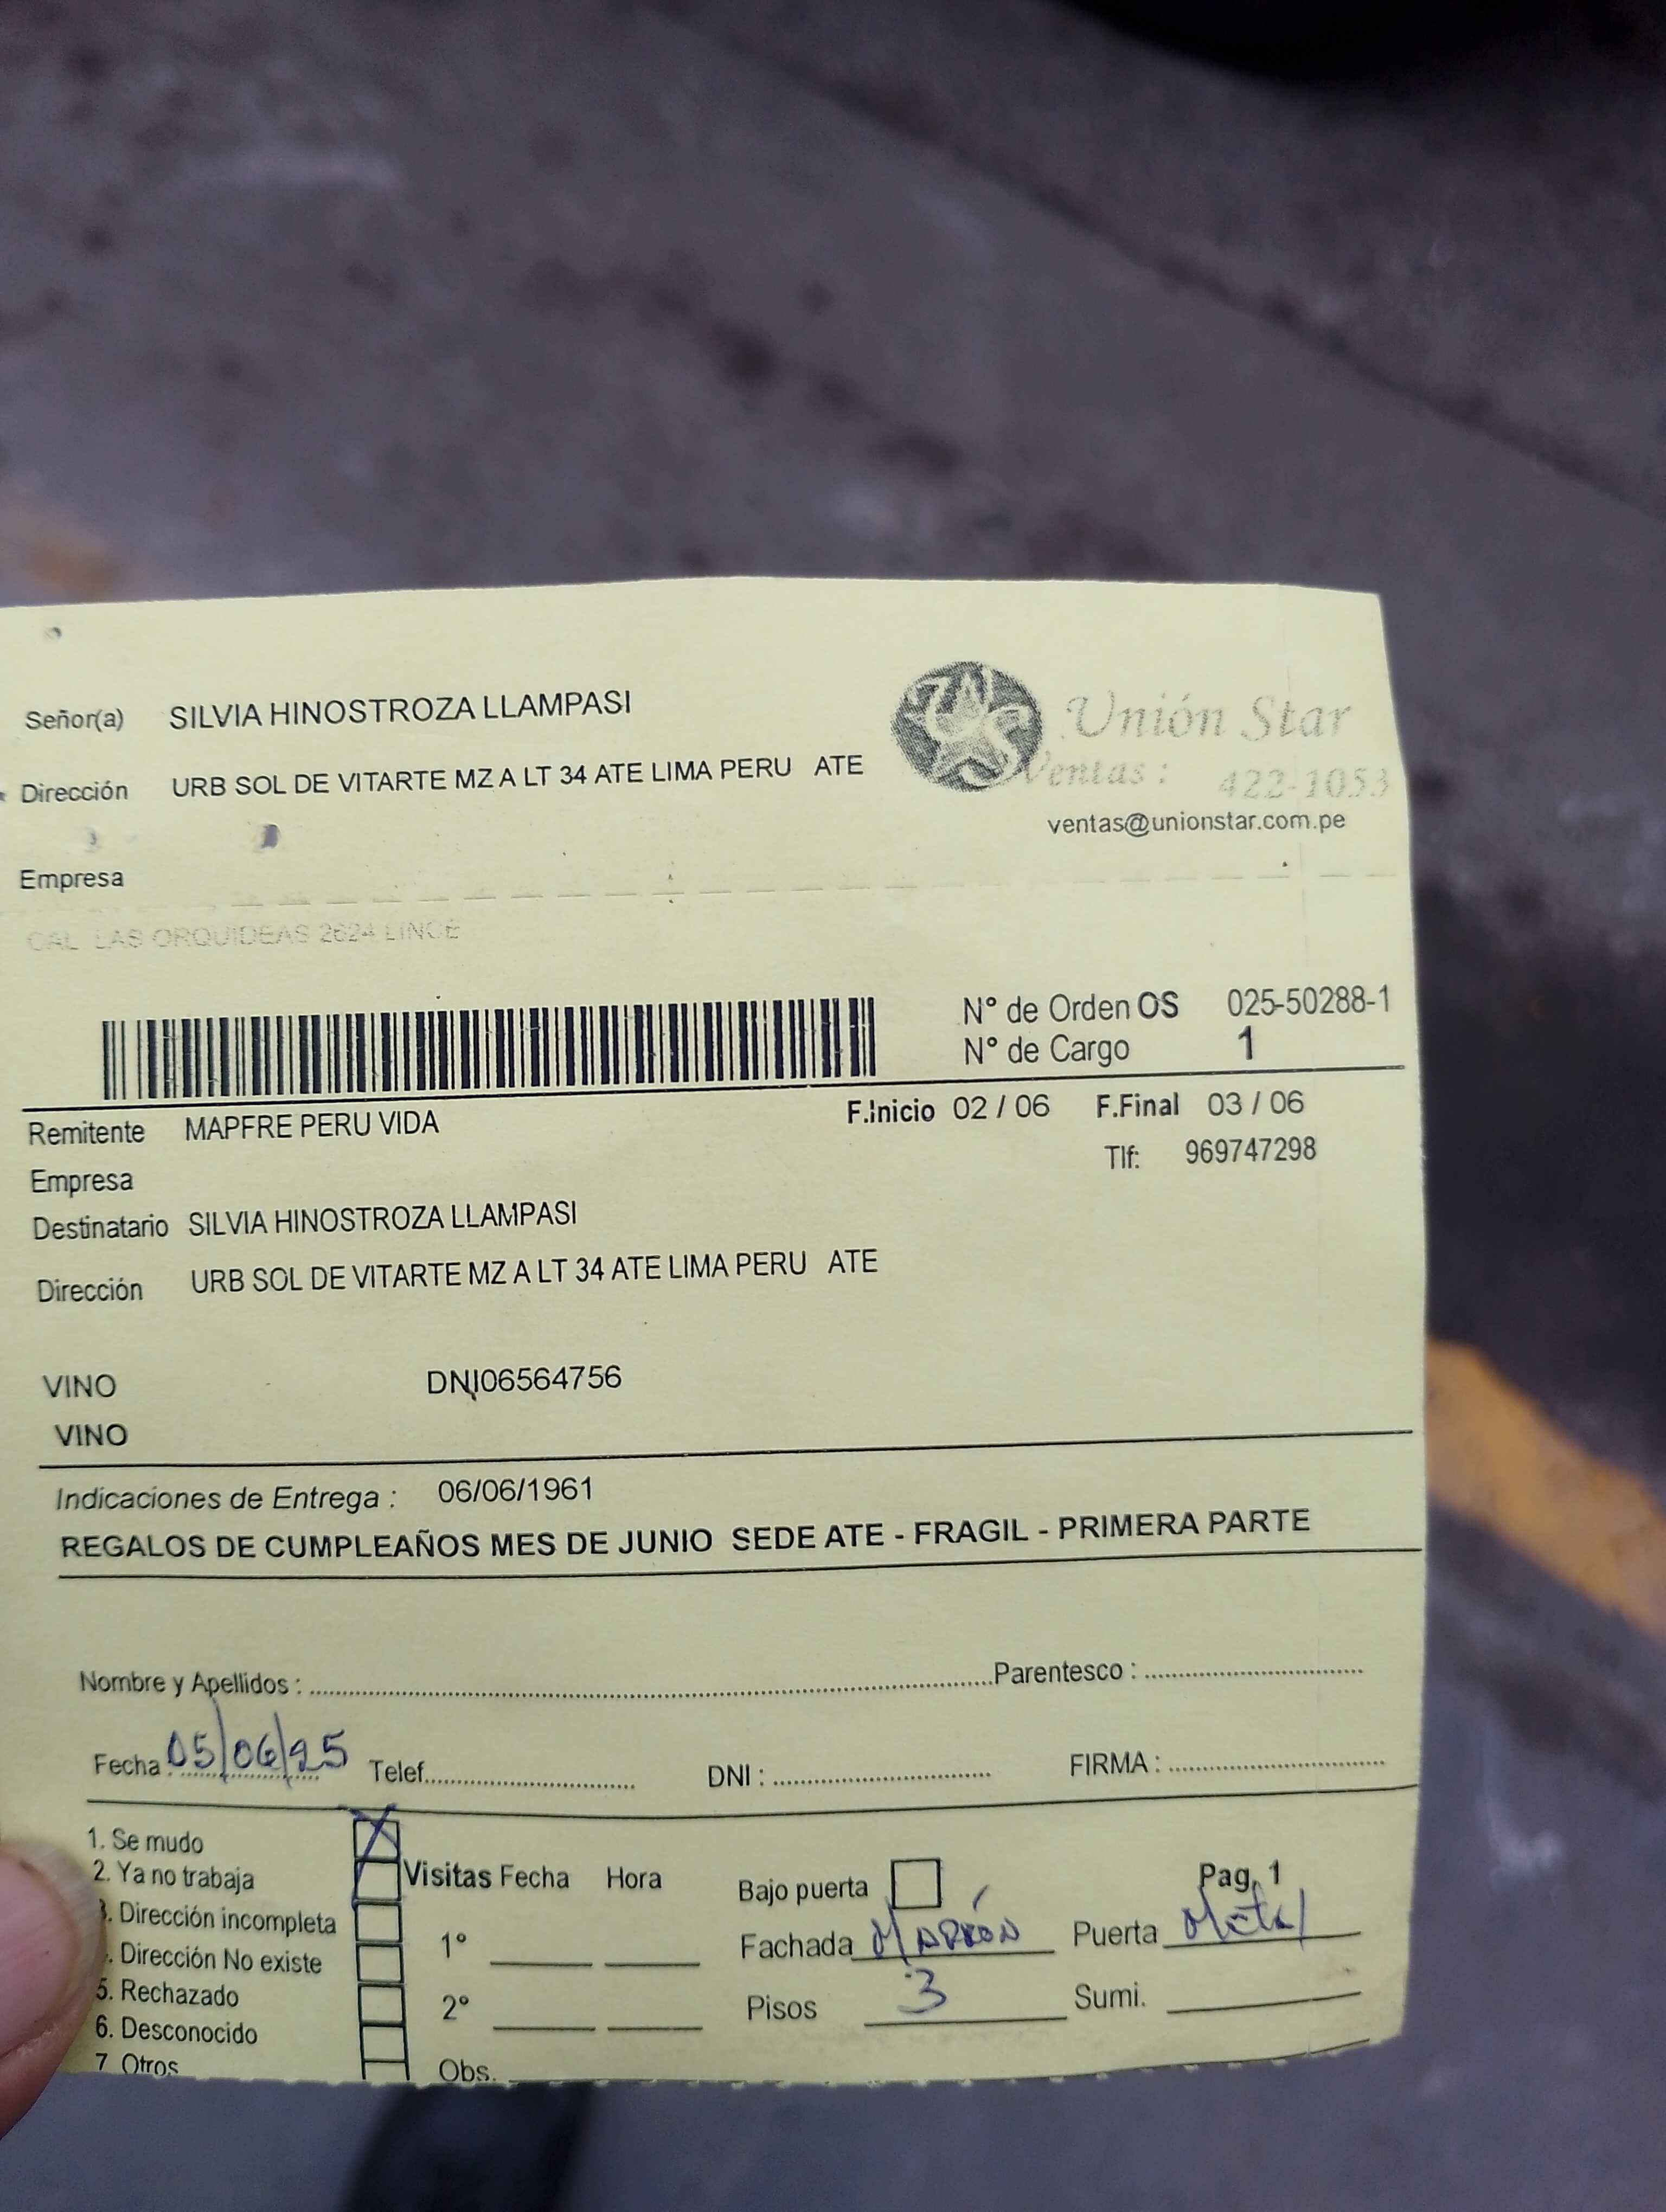 Señor(a) SILVIA HINOSTROZA LLAMPASI
Unión Star
Dirección URB SOL DE VITARTE MZ A LT 34 ATE LIMA PERU ATE
Ventas : 422-1053
ventas@unionstar.com.pe
Empresa
CAL LAS ORQUIDEAS 2624 LINCE
N° de Orden OS 025-50288-1
N° de Cargo 1
Remitente MAPFRE PERU VIDA F.Inicio 02 / 06 F.Final 03 / 06
Tlf: 969747298
Empresa
Destinatario SILVIA HINOSTROZA LLAMPASI
Dirección URB SOL DE VITARTE MZ A LT 34 ATE LIMA PERU ATE
VINO DNI06564756
VINO
Indicaciones de Entrega : 06/06/1961
REGALOS DE CUMPLEAÑOS MES DE JUNIO SEDE ATE - FRAGIL - PRIMERA PARTE
Nombre y Apellidos : Parentesco :
Fecha 05/06/25 Telef. DNI : FIRMA :
1. Se mudo X
2. Ya no trabaja Visitas Fecha Hora Bajo puerta Pag. 1
. Dirección incompleta 1° Fachada MARRÓN Puerta Metal
. Dirección No existe
5. Rechazado 2° Pisos 3 Sumi.
6. Desconocido
7 Otros Obs.